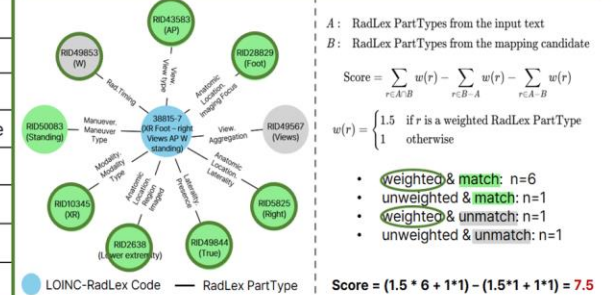 RID43583
(AP)
RID49853
(W)
RID28829
(Foot)
Rad.Timing
View.
View type
Anatomic
Location.
Imaging Focus
RID50083
(Standing)
Manuever.
Maneuver
Type
38815-7
(XR Foot – right
Views AP W
standing)
View.
Aggregation
RID49567
(Views)
Modality.
Modality
Type
Anatomic
Location.
Region
Imaged
Laterality.
Presence
Anatomic
Location.
Laterality
RID10345
(XR)
RID5825
(Right)
RID2638
(Lower extremity)
RID49844
(True)
LOINC-RadLex Code
RadLex PartType
e
A : RadLex PartTypes from the input text
B : RadLex PartTypes from the mapping candidate
Score = ∑ w(r) − ∑ w(r) − ∑ w(r)
r∈A∩B r∈B−A r∈A−B
w(r) = { 1.5 if r is a weighted RadLex PartType
1 otherwise
• weighted & match: n=6
• unweighted & match: n=1
• weighted & unmatch: n=1
• unweighted & unmatch: n=1
Score = (1.5 * 6 + 1*1) – (1.5*1 + 1*1) = 7.5